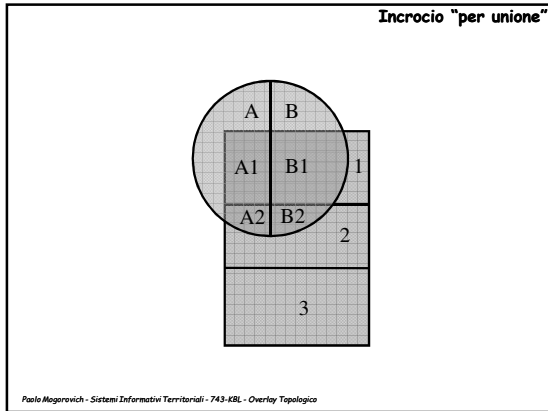 Incrocio “per unione”
A B
A1 B1 1
A2 B2
2
3
Paolo Mogorovich - Sistemi Informativi Territoriali - 743-KBL - Overlay Topologico